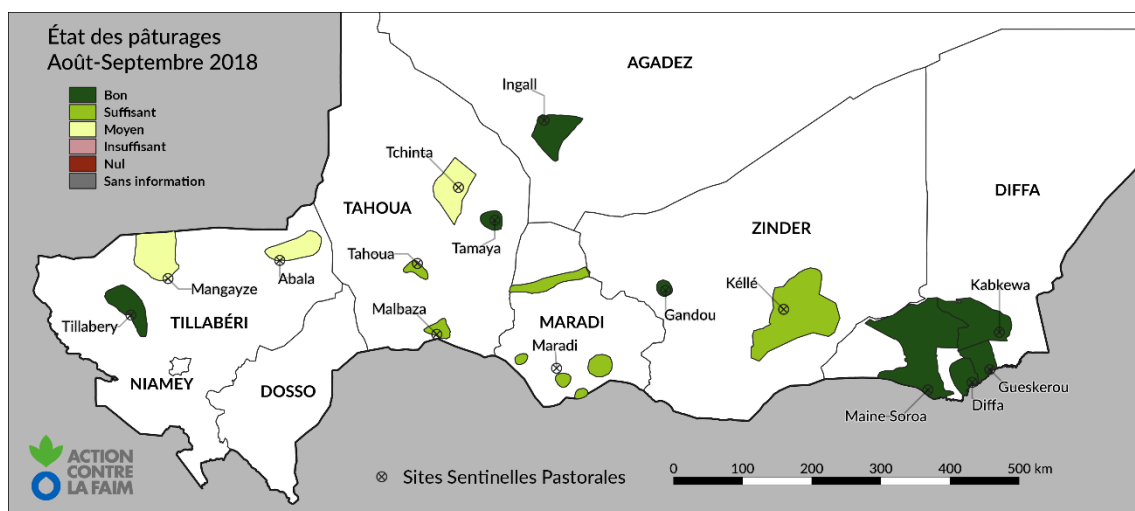 État des pâturages
Août-Septembre 2018
Bon
Suffisant
Moyen
Insuffisant
Nul
Sans information
AGADEZ
Ingall
Tchinta
DIFFA
TAHOUA
ZINDER
Tamaya
Tahoua
Abala
Mangayze
Kéllé
Kabkewa
Gandou
Malbaza
Tillabery
TILLABÉRI
MARADI
Maradi
Gueskerou
NIAMEY
DOSSO
Diffa
Maine-Soroa
ACTION
CONTRE
LA FAIM
Sites Sentinelles Pastorales
0 100 200 300 400 500 km